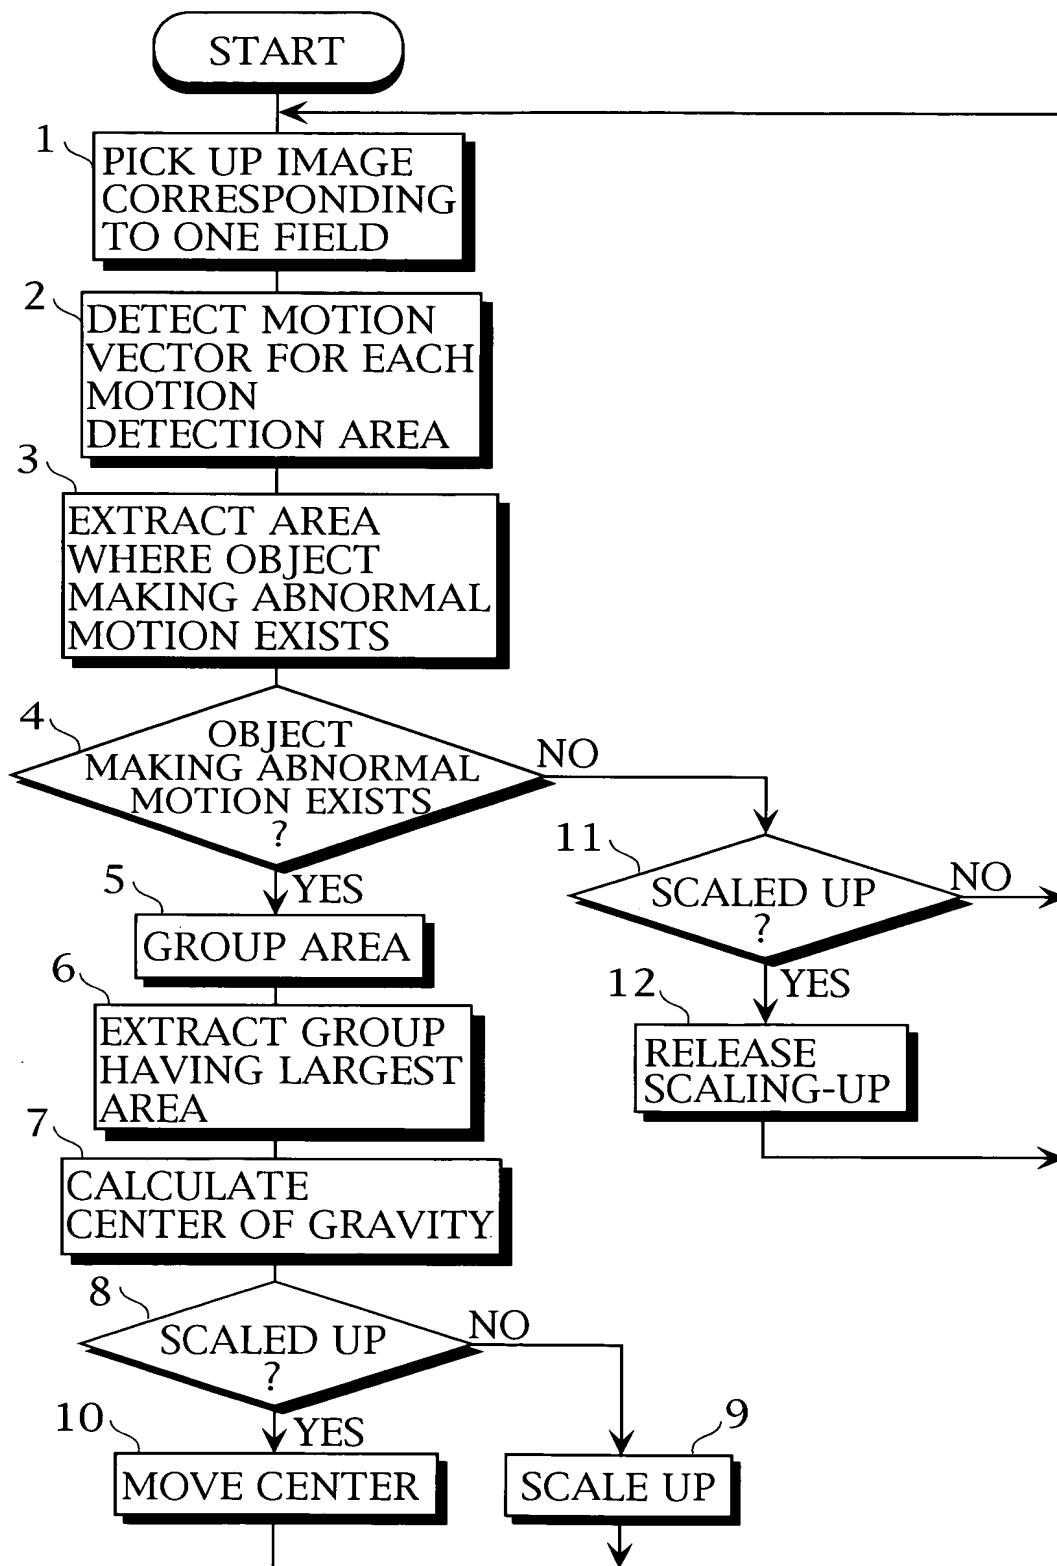 START
1
PICK UP IMAGE
CORRESPONDING
TO ONE FIELD
2
DETECT MOTION
VECTOR FOR EACH
MOTION
DETECTION AREA
3
EXTRACT AREA
WHERE OBJECT
MAKING ABNORMAL
MOTION EXISTS
4
OBJECT
MAKING ABNORMAL
MOTION EXISTS
?
NO
YES
11
SCALED UP
?
NO
YES
12
RELEASE
SCALING-UP
5
GROUP AREA
6
EXTRACT GROUP
HAVING LARGEST
AREA
7
CALCULATE
CENTER OF GRAVITY
8
SCALED UP
?
NO
YES
10
MOVE CENTER
9
SCALE UP